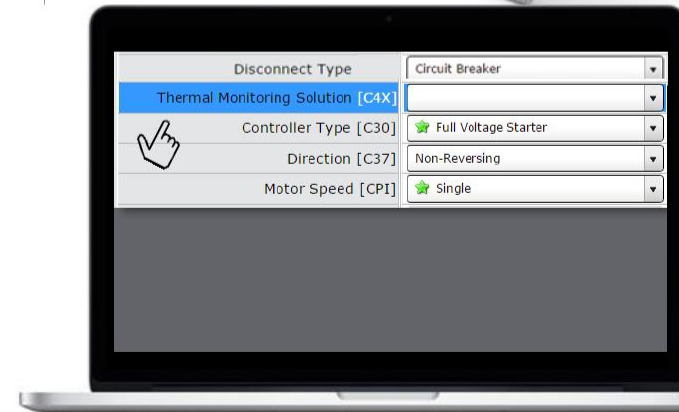 Disconnect Type Circuit Breaker
Thermal Monitoring Solution [C4X]
Controller Type [C30] Full Voltage Starter
Direction [C37] Non-Reversing
Motor Speed [CPI] Single